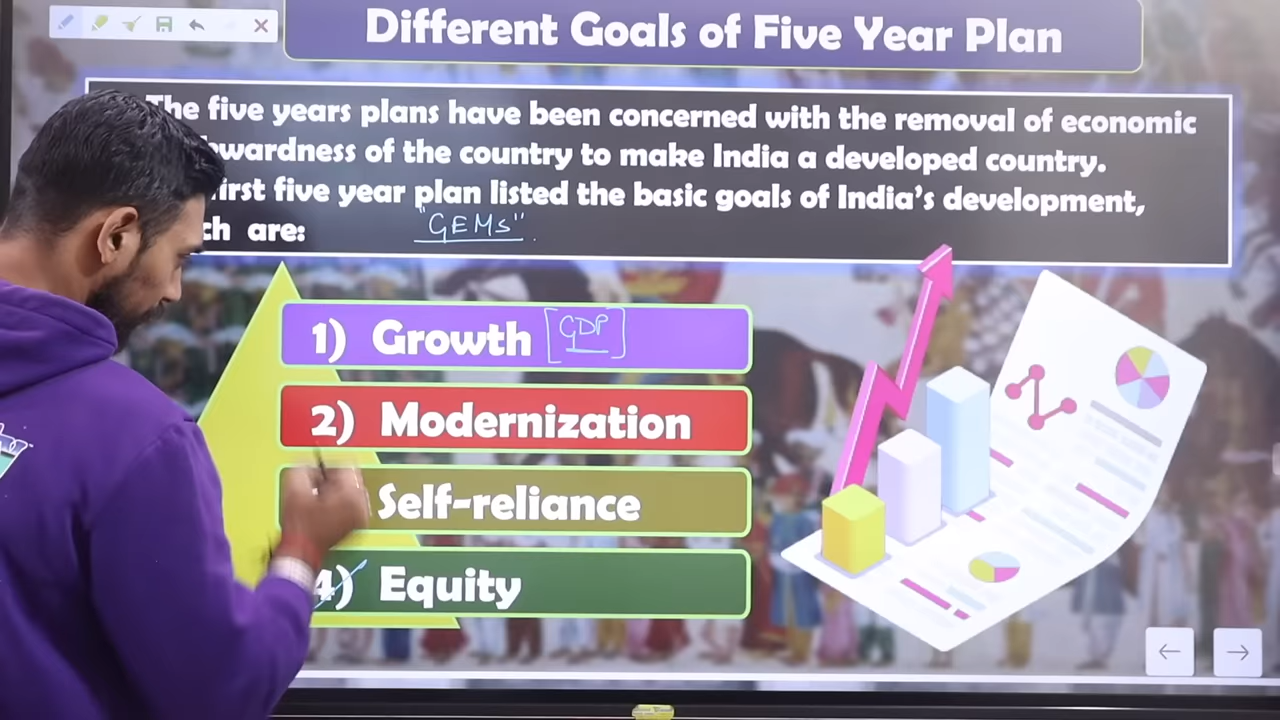 Different Goals of Five Year Plan
The five years plans have been concerned with the removal of economic
wardness of the country to make India a developed country.
first five year plan listed the basic goals of India's development,
ch are: "GEMs".
1) Growth [GDP]
2) Modernization
Self-reliance
4) Equity